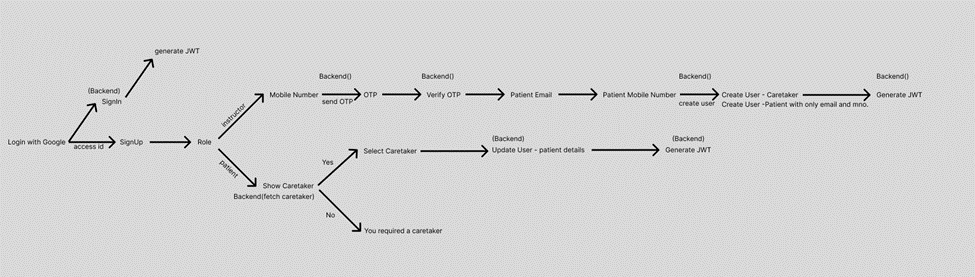 generate JWT
(Backend)
SignIn
Login with Google
access id
SignUp
Role
instructor
patient
Mobile Number
Backend()
send OTP
OTP
Backend()
Verify OTP
Patient Email
Patient Mobile Number
Backend()
create user
Create User - Caretaker
Create User -Patient with only email and mno.
Backend()
Generate JWT
Show Caretaker
Backend(fetch caretaker)
Yes
Select Caretaker
(Backend)
Update User - patient details
(Backend)
Generate JWT
No
You required a caretaker